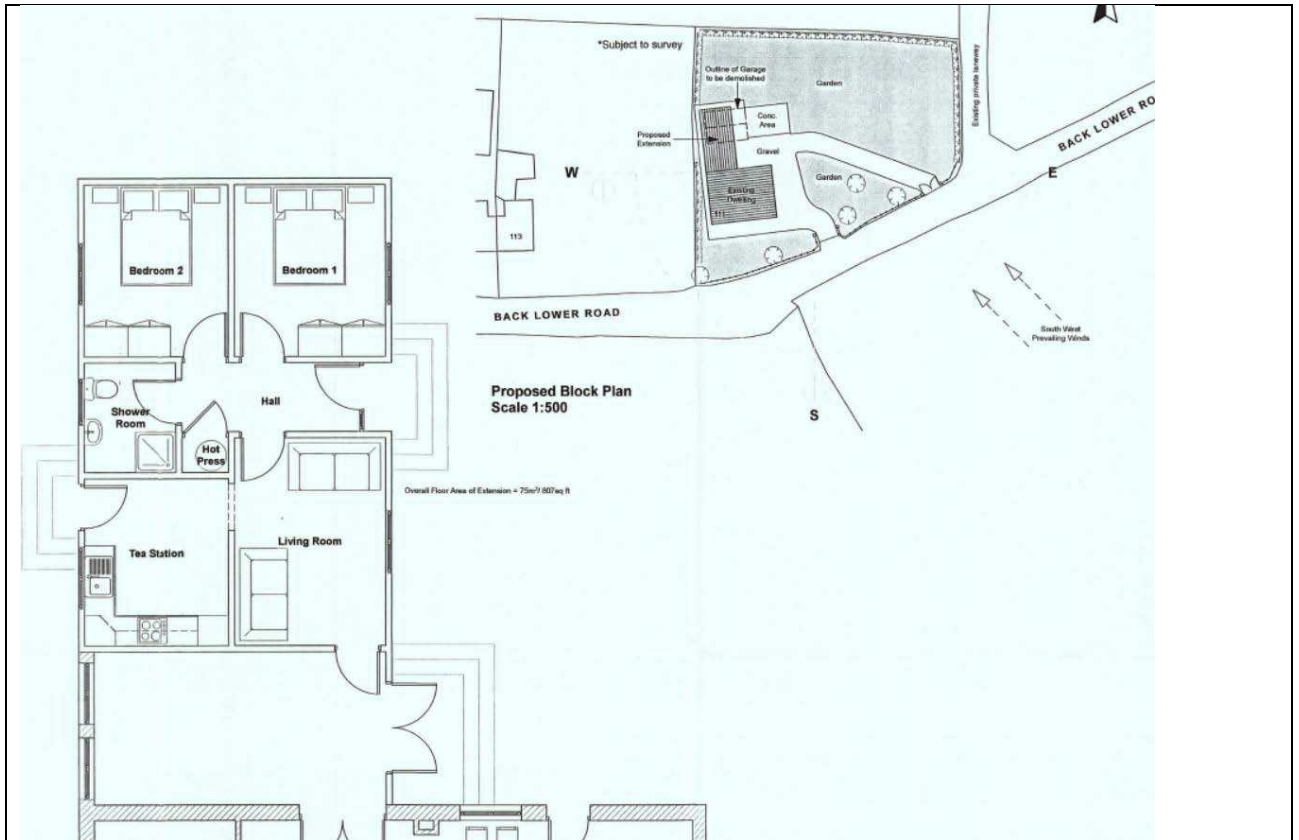 *Subject to survey
Outline of Garage
to be demolished
Garden
Existing private laneway
Conc.
Area
Proposed
Extension
Gravel
BACK LOWER RO
W
E
Garden
Existing
Dwelling
111
113
BACK LOWER ROAD
South West
Prevailing Winds
Proposed Block Plan
Scale 1:500
S
Bedroom 2
Bedroom 1
Hall
Shower
Room
Hot
Press
Overall Floor Area of Extension = 75m²/ 807sq ft
Living Room
Tea Station